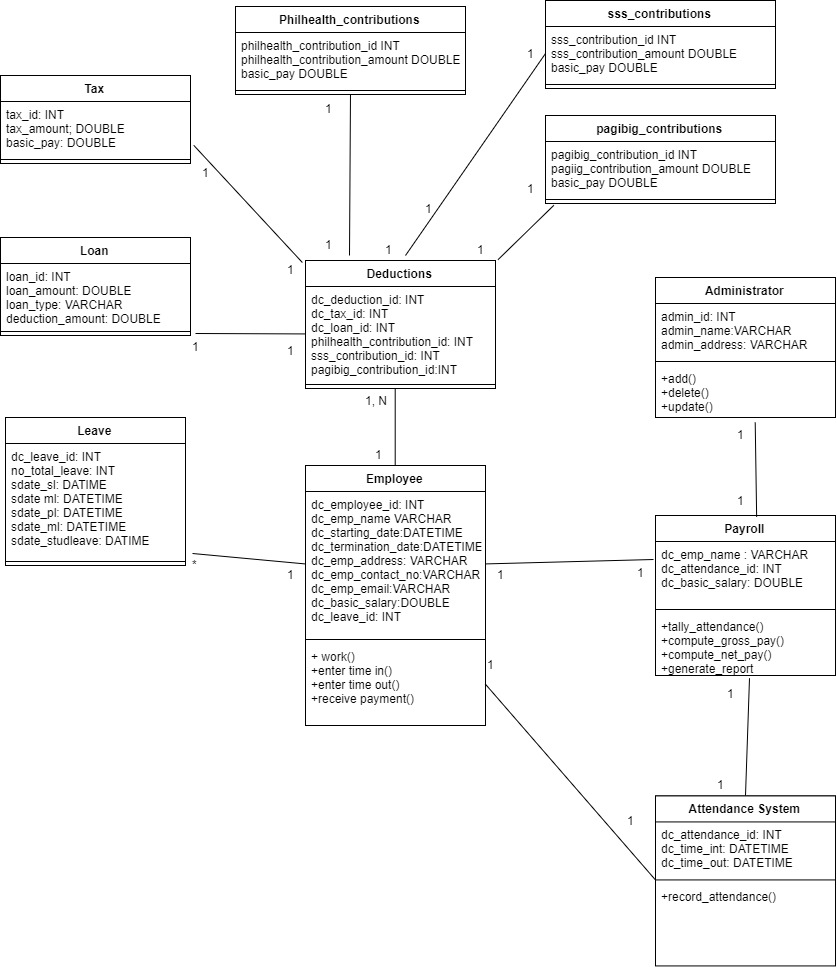 Philhealth_contributions
philhealth_contribution_id INT
philhealth_contribution_amount DOUBLE
basic_pay DOUBLE
1
1
sss_contributions
sss_contribution_id INT
sss_contribution_amount DOUBLE
basic_pay DOUBLE
1
1
1
Tax
tax_id: INT
tax_amount; DOUBLE
basic_pay: DOUBLE
1
1
pagibig_contributions
pagibig_contribution_id INT
pagiig_contribution_amount DOUBLE
basic_pay DOUBLE
1
1
Loan
loan_id: INT
loan_amount: DOUBLE
loan_type: VARCHAR
deduction_amount: DOUBLE
1
1
Deductions
dc_deduction_id: INT
dc_tax_id: INT
dc_loan_id: INT
philhealth_contribution_id: INT
sss_contribution_id: INT
pagibig_contribution_id:INT
1, N
1
Administrator
admin_id: INT
admin_name:VARCHAR
admin_address: VARCHAR
+add()
+delete()
+update()
1
1
Leave
dc_leave_id: INT
no_total_leave: INT
sdate_sl: DATIME
sdate ml: DATETIME
sdate_pl: DATETIME
sdate_ml: DATETIME
sdate_studleave: DATIME
*
1
Employee
dc_employee_id: INT
dc_emp_name VARCHAR
dc_starting_date:DATETIME
dc_termination_date:DATETIME
dc_emp_address: VARCHAR
dc_emp_contact_no:VARCHAR
dc_emp_email:VARCHAR
dc_basic_salary:DOUBLE
dc_leave_id: INT
+ work()
+enter time in()
+enter time out()
+receive payment()
1
1
1
1
Payroll
dc_emp_name : VARCHAR
dc_attendance_id: INT
dc_basic_salary: DOUBLE
+tally_attendance()
+compute_gross_pay()
+compute_net_pay()
+generate_report
1
1
Attendance System
dc_attendance_id: INT
dc_time_int: DATETIME
dc_time_out: DATETIME
+record_attendance()